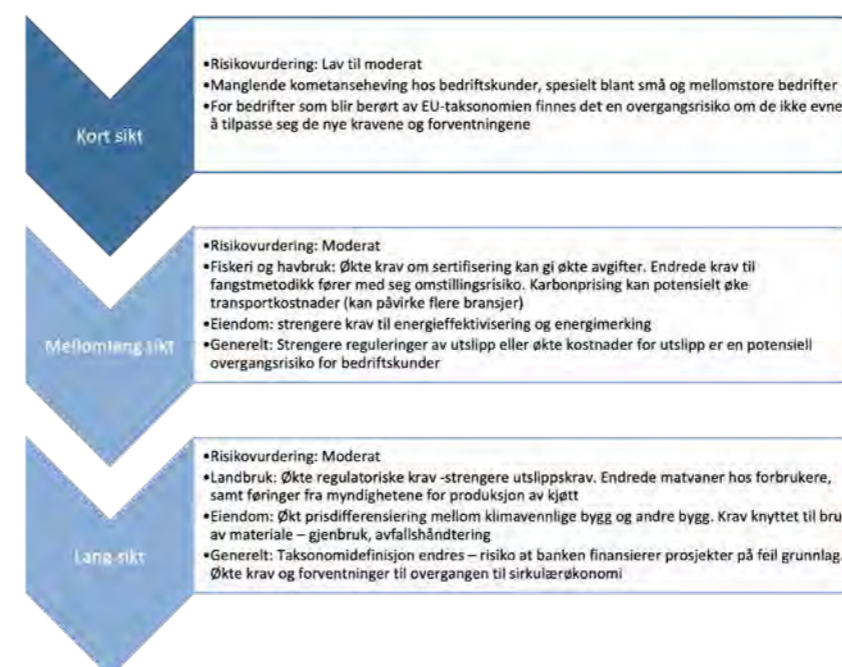 Kort sikt
•Risikovurdering: Lav til moderat
•Manglende kometanseheving hos bedriftskunder, spesielt blant små og mellomstore bedrifter
•For bedrifter som blir berørt av EU-taksonomien finnes det en overgangsrisiko om de ikke evne
å tilpasse seg de nye kravene og forventningene
Mellomlang sikt
•Risikovurdering: Moderat
•Fiskeri og havbruk: Økte krav om sertifisering kan gi økte avgifter. Endrede krav til
fangstmetodikk fører med seg omstillingsrisiko. Karbonprising kan potensielt øke
transportkostnader (kan påvirke flere bransjer)
•Eiendom: strengere krav til energieffektivisering og energimerking
•Generelt: Strengere reguleringer av utslipp eller økte kostnader for utslipp er en potensiell
overgangsrisiko for bedriftskunder
Lang sikt
•Risikovurdering: Moderat
•Landbruk: Økte regulatoriske krav -strengere utslippskrav. Endrede matvaner hos forbrukere,
samt føringer fra myndighetene for produksjon av kjøtt
•Eiendom: Økt prisdifferensiering mellom klimavennlige bygg og andre bygg. Krav knyttet til bru
av materiale – gjenbruk, avfallshåndtering
•Generelt: Taksonomidefinisjon endres – risiko at banken finansierer prosjekter på feil grunnlag.
Økte krav og forventninger til overgangen til sirkulærøkonomi